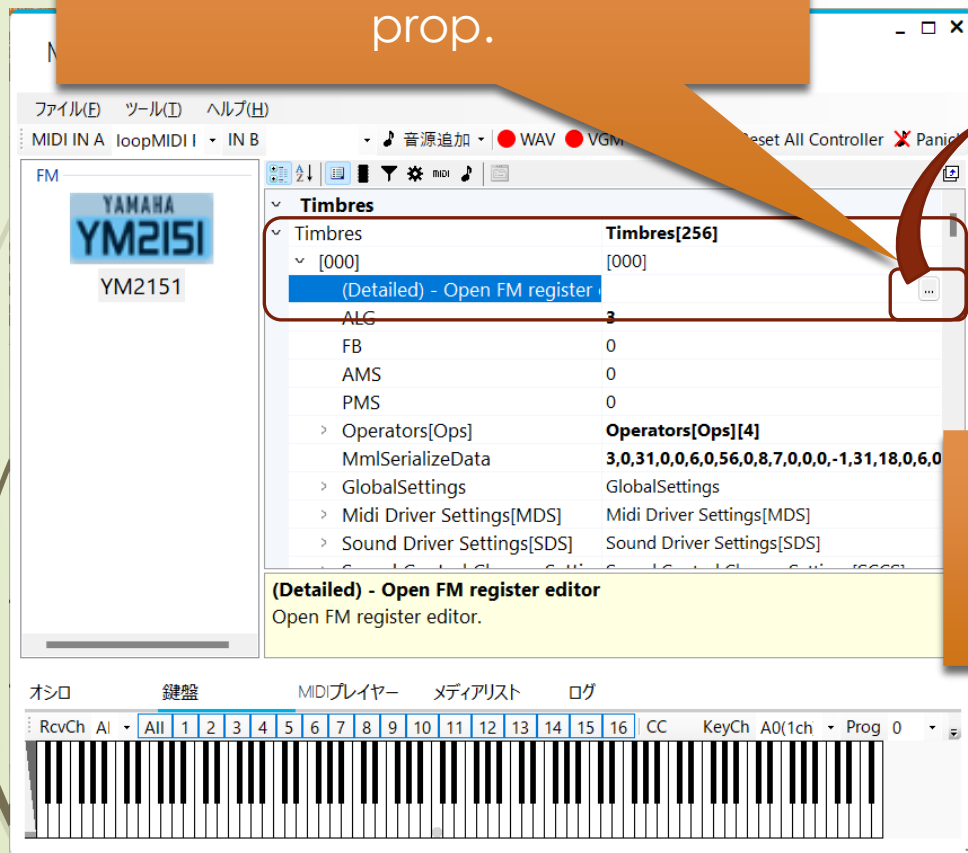 prop.
ファイル(F) ツール(T) ヘルプ(H)
MIDI IN A loopMIDI I IN B 音源追加 WAV Reset All Controller Panic!
FM
YAMAHA
YM2151
YM2151
MIDI
Timbres
Timbres Timbres[256]
[000] [000]
(Detailed) - Open FM register ...
ALG 3
FB 0
AMS 0
PMS 0
Operators[Ops] Operators[Ops][4]
MmlSerializeData 3,0,31,0,0,6,0,56,0,8,7,0,0,0,-1,31,18,0,6,0
GlobalSettings GlobalSettings
Midi Driver Settings[MDS] Midi Driver Settings[MDS]
Sound Driver Settings[SDS] Sound Driver Settings[SDS]
(Detailed) - Open FM register editor
Open FM register editor.
オシロ 鍵盤 MIDIプレイヤー メディアリスト ログ
RcvCh Al All 1 2 3 4 5 6 7 8 9 10 11 12 13 14 15 16 CC KeyCh A0(1ch) Prog 0